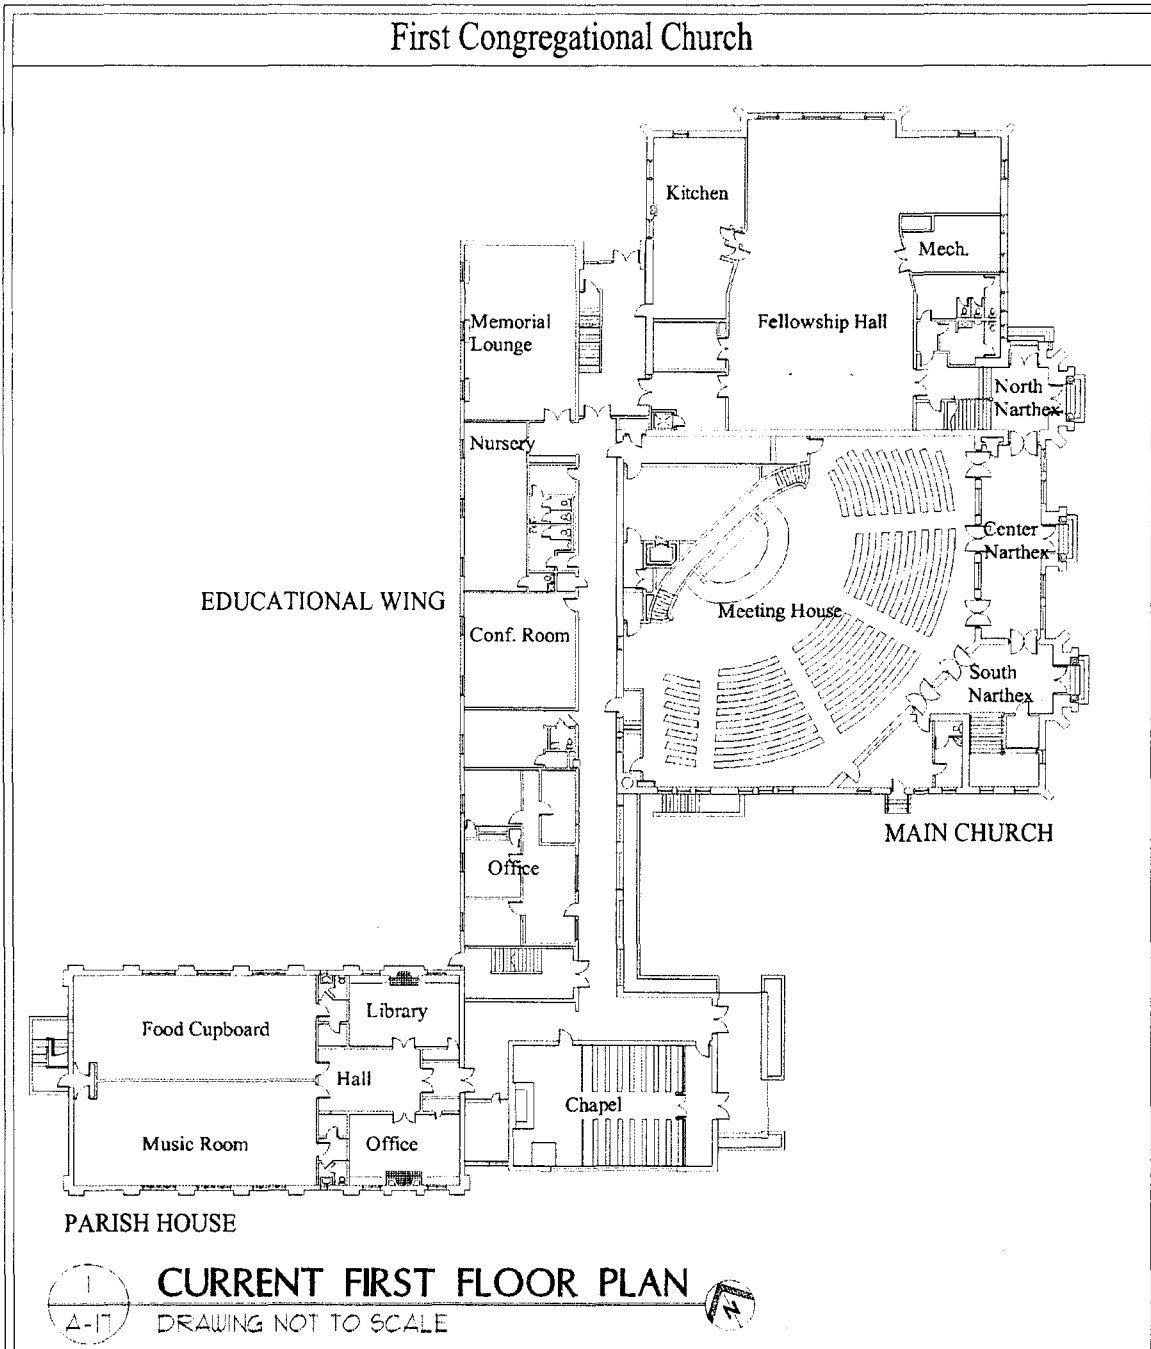 First Congregational Church
Kitchen
Mech.
Memorial
Lounge
Fellowship Hall
North
Narthex
Nursery
Center
Narthex
EDUCATIONAL WING
Meeting House
Conf. Room
South
Narthex
MAIN CHURCH
Office
Library
Food Cupboard
Hall
Chapel
Music Room
Office
PARISH HOUSE
1
A-17
CURRENT FIRST FLOOR PLAN
DRAWING NOT TO SCALE
N